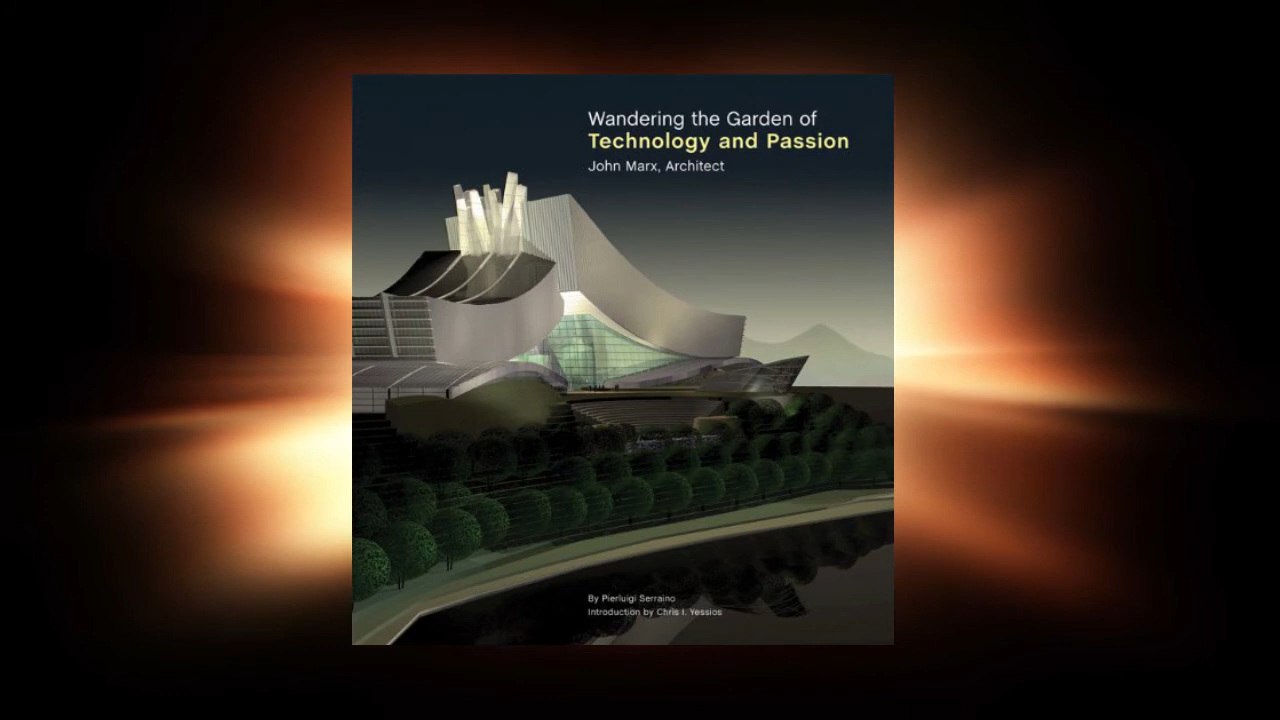 Wandering the Garden of
Technology and Passion
John Marx, Architect
By Pierluigi Serraino
Introduction by Chris I. Yessios